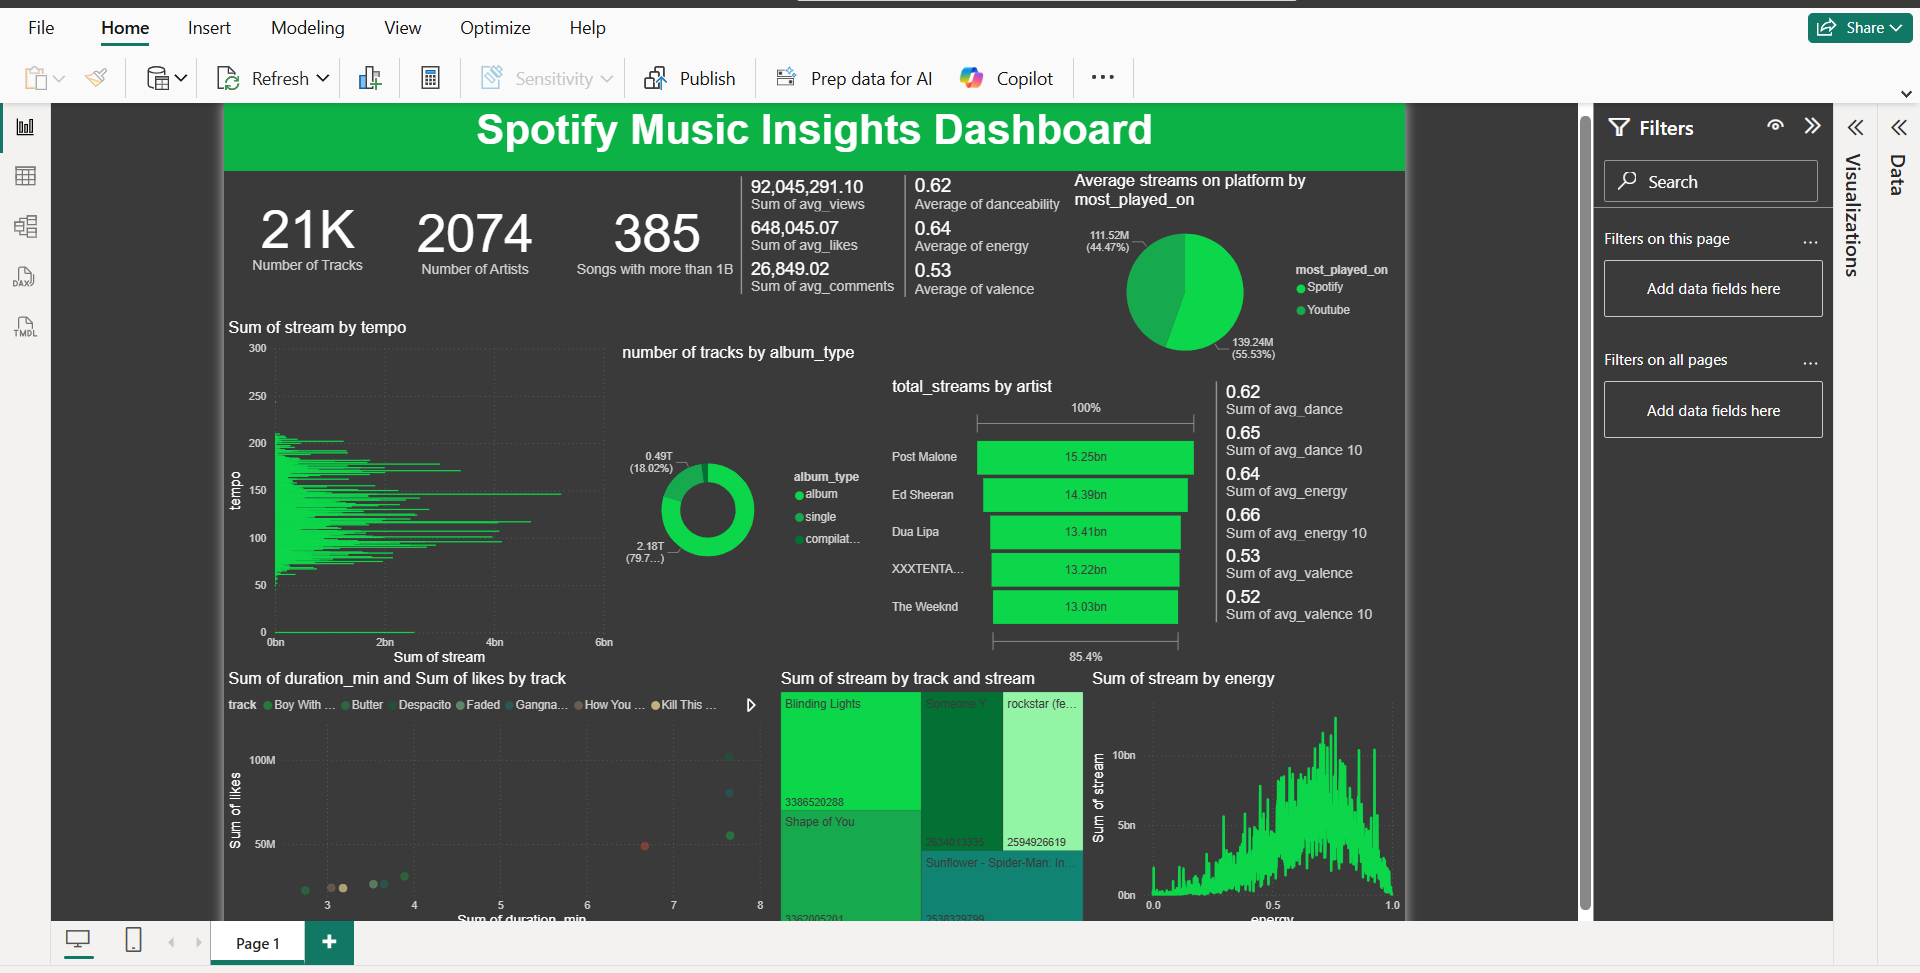 File
Home
Insert
Modeling
View
Optimize
Help
Share
Refresh
Sensitivity
Publish
Prep data for AI
Copilot
DAX
TMDL
Spotify Music Insights Dashboard
21K
Number of Tracks
2074
Number of Artists
385
Songs with more than 1B
92,045,291.10
Sum of avg_views
648,045.07
Sum of avg_likes
26,849.02
Sum of avg_comments
0.62
Average of danceability
0.64
Average of energy
0.53
Average of valence
Average streams on platform by
most_played_on
111.52M
(44.47%)
139.24M
(55.53%)
most_played_on
Spotify
Youtube
Sum of stream by tempo
300
250
200
150
100
50
0
tempo
0bn
2bn
4bn
6bn
Sum of stream
number of tracks by album_type
0.49T
(18.02%)
2.18T
(79.7...)
album_type
album
single
compilat...
total_streams by artist
100%
Post Malone
15.25bn
Ed Sheeran
14.39bn
Dua Lipa
13.41bn
XXXTENTA...
13.22bn
The Weeknd
13.03bn
85.4%
0.62
Sum of avg_dance
0.65
Sum of avg_dance 10
0.64
Sum of avg_energy
0.66
Sum of avg_energy 10
0.53
Sum of avg_valence
0.52
Sum of avg_valence 10
Sum of duration_min and Sum of likes by track
track
Boy With ...
Butter
Despacito
Faded
Gangna...
How You ...
Kill This ...
100M
50M
Sum of likes
3
4
5
6
7
8
Sum of duration_min
Sum of stream by track and stream
Blinding Lights
3386520288
Shape of You
3362005201
Someone Y...
2634013335
rockstar (fe...
2594926619
Sunflower - Spider-Man: In...
2538329799
Sum of stream by energy
10bn
5bn
0bn
Sum of stream
0.0
0.5
1.0
energy
Filters
Search
Filters on this page
...
Add data fields here
Filters on all pages
...
Add data fields here
Visualizations
Data
Page 1